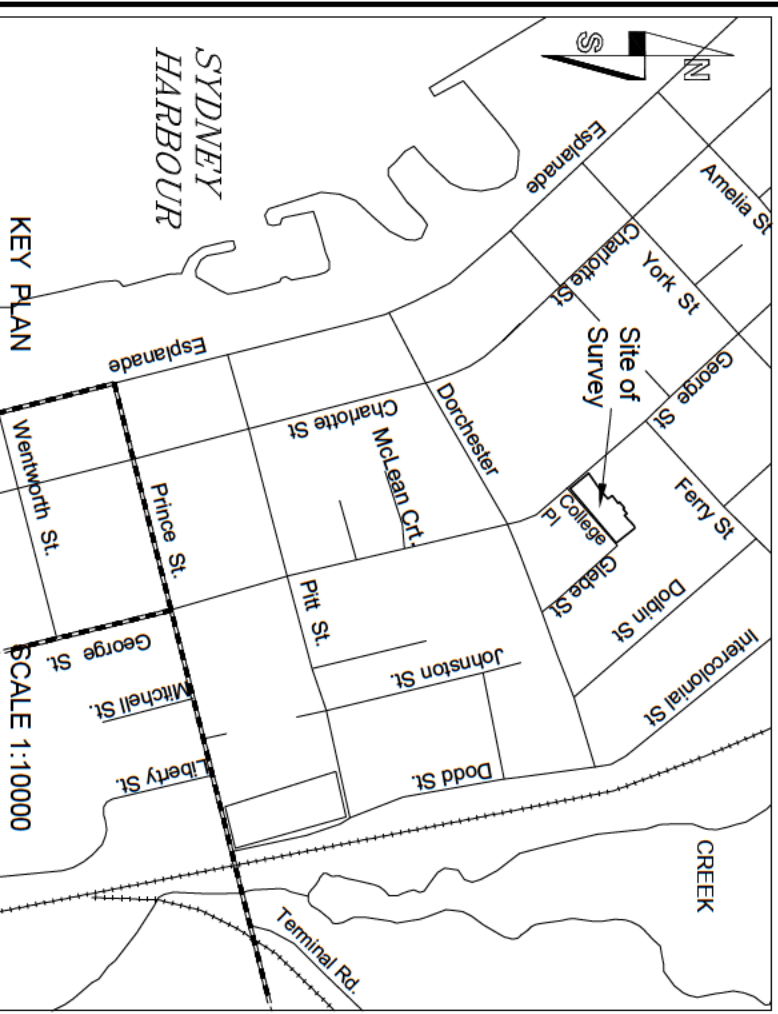 S
N
SYDNEY
HARBOUR
Esplanade
Amelia St
Charlotte
St
York St
Site of
Survey
George
St
KEY PLAN
Esplanade
Dorchester
Charlotte St
McLean Crt.
Ferry St
College
Pl
Glebe St
Dolbin St
Intercolonial St
Wentworth St.
Prince St.
Pitt St.
George St.
Johnston St.
Mitchell St.
Liberty St.
Dodd St.
SCALE 1:10000
CREEK
Terminal Rd.